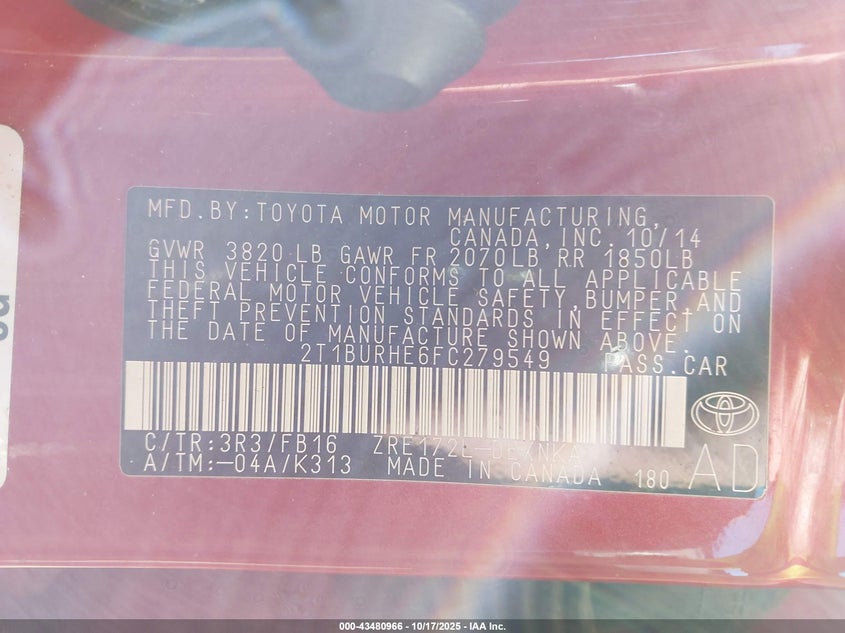 MFD.BY:TOYOTA MOTOR MANUFACTURING,
CANADA,INC. 10/14
GVWR 3820 LB GAWR FR 2070LB RR 1850LB
THIS VEHICLE CONFORMS TO ALL APPLICABLE
FEDERAL MOTOR VEHICLE SAFETY,BUMPER AND
THEFT PREVENTION STANDARDS IN EFFECT ON
THE DATE OF MANUFACTURE SHOWN ABOVE.
2T1BURHE6FC279549 PASS.CAR
C/TR:3R3/FB16
A/TM:-04A/K313 MADE IN CANADA 180 AD
000-43480966 | 10/17/2025 | IAA Inc.